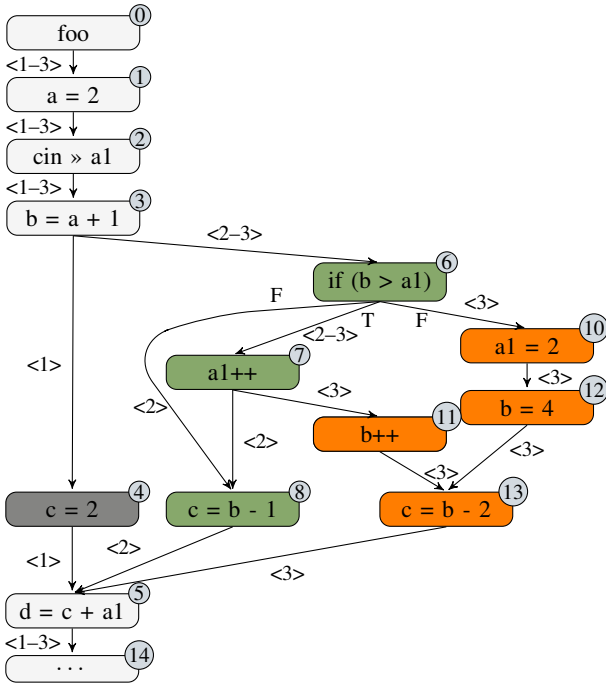 0
foo
<1–3>
1
a = 2
<1–3>
2
cin » a1
<1–3>
3
b = a + 1
<2–3>
6
if (b > a1)
F
<2–3>
T
F
<3>
10
a1 = 2
7
a1++
<1>
<3>
<3>
12
b = 4
<2>
11
b++
<2>
<3>
<3>
4
c = 2
8
c = b - 1
13
c = b - 2
<1>
<2>
<3>
5
d = c + a1
<1–3>
14
· · ·